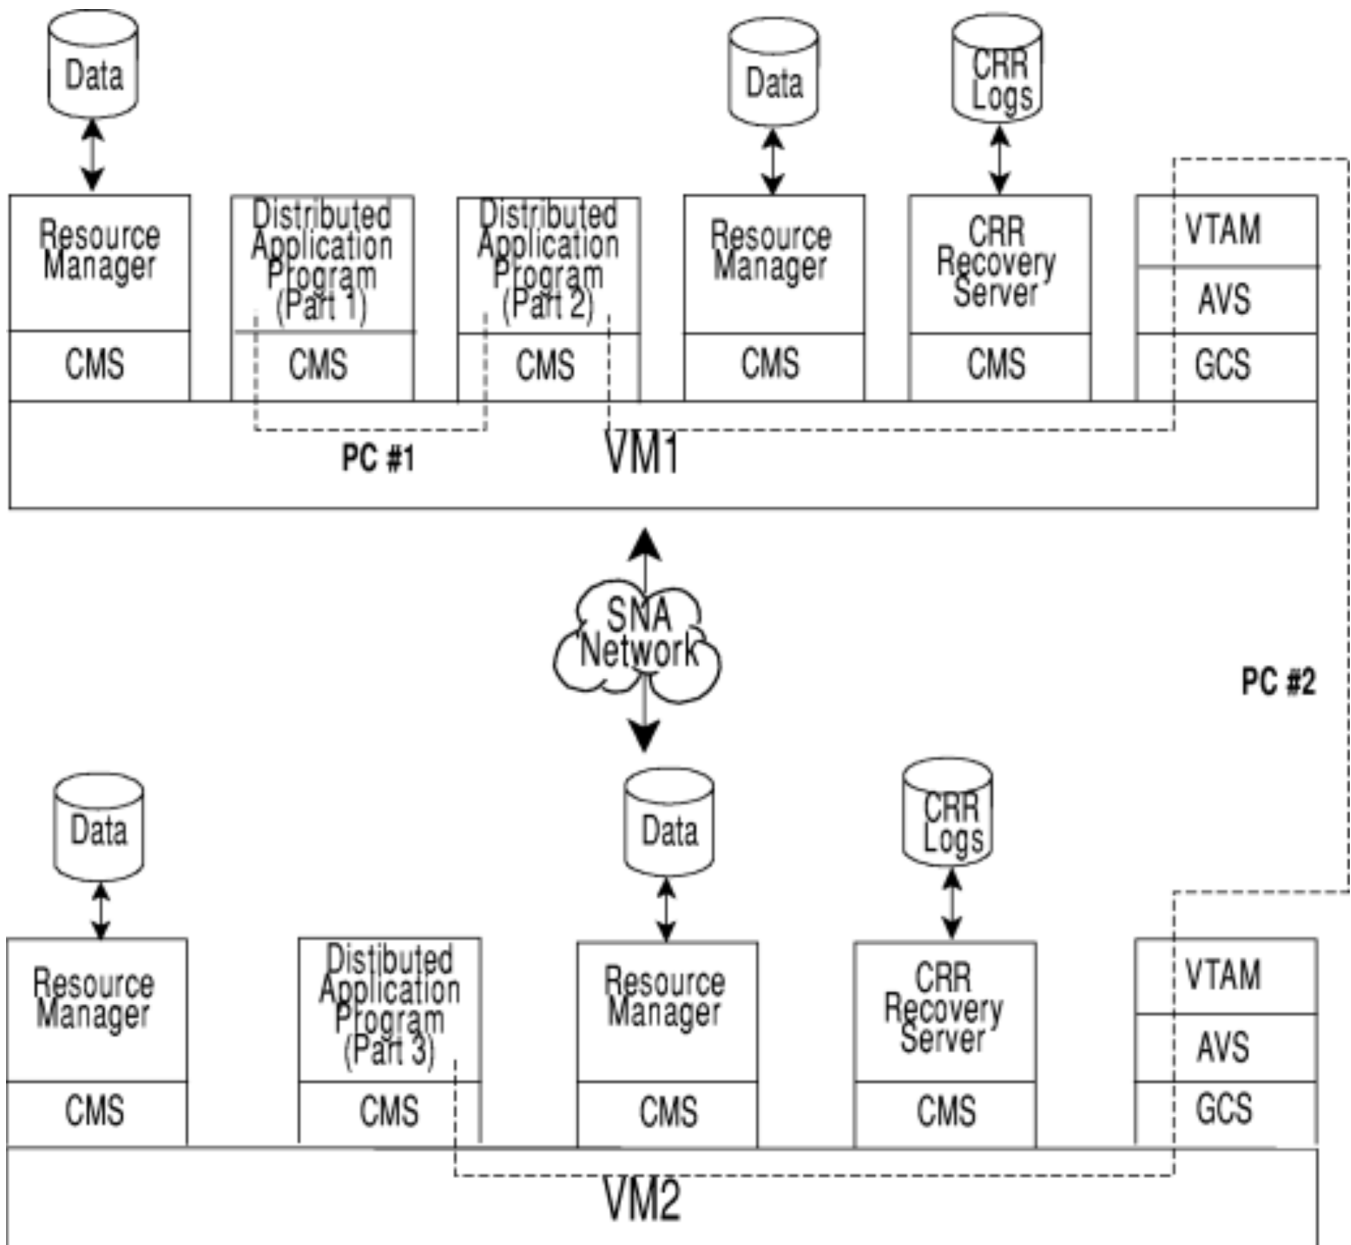 Data
Data
CRR
Logs
Resource
Manager
CMS
Distributed
Application
Program
(Part 1)
CMS
Distributed
Application
Program
(Part 2)
CMS
Resource
Manager
CMS
CRR
Recovery
Server
CMS
VTAM
AVS
GCS
PC #1
VM1
SNA
Network
PC #2
Data
Data
CRR
Logs
Resource
Manager
CMS
Distibuted
Application
Program
(Part 3)
CMS
Resource
Manager
CMS
CRR
Recovery
Server
CMS
VTAM
AVS
GCS
VM2